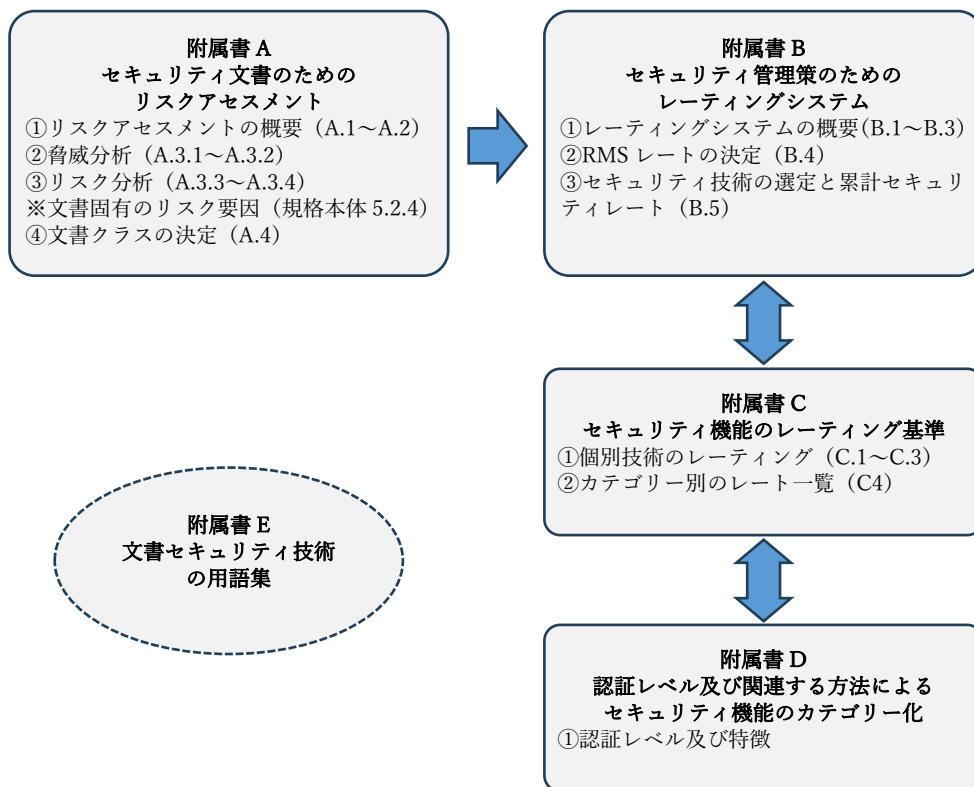 附属書 A
セキュリティ文書のための
リスクアセスメント
①リスクアセスメントの概要（A.1～A.2）
②脅威分析（A.3.1～A.3.2）
③リスク分析（A.3.3～A.3.4）
※文書固有のリスク要因（規格本体 5.2.4）
④文書クラスの決定（A.4）
附属書 B
セキュリティ管理策のための
レーティングシステム
①レーティングシステムの概要(B.1～B.3）
②RMS レートの決定（B.4）
③セキュリティ技術の選定と累計セキュリ
ティレート（B.5）
附属書 C
セキュリティ機能のレーティング基準
①個別技術のレーティング（C.1～C.3）
②カテゴリー別のレート一覧（C4）
附属書 E
文書セキュリティ技術
の用語集
附属書 D
認証レベル及び関連する方法による
セキュリティ機能のカテゴリー化
①認証レベル及び特徴